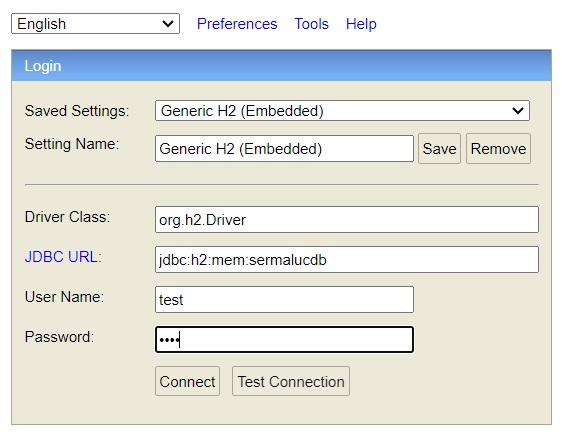 English Preferences Tools Help
Login
Saved Settings: Generic H2 (Embedded)
Setting Name: Generic H2 (Embedded) Save Remove
Driver Class: org.h2.Driver
JDBC URL: jdbc:h2:mem:sermalucdb
User Name: test
Password: ••••
Connect Test Connection